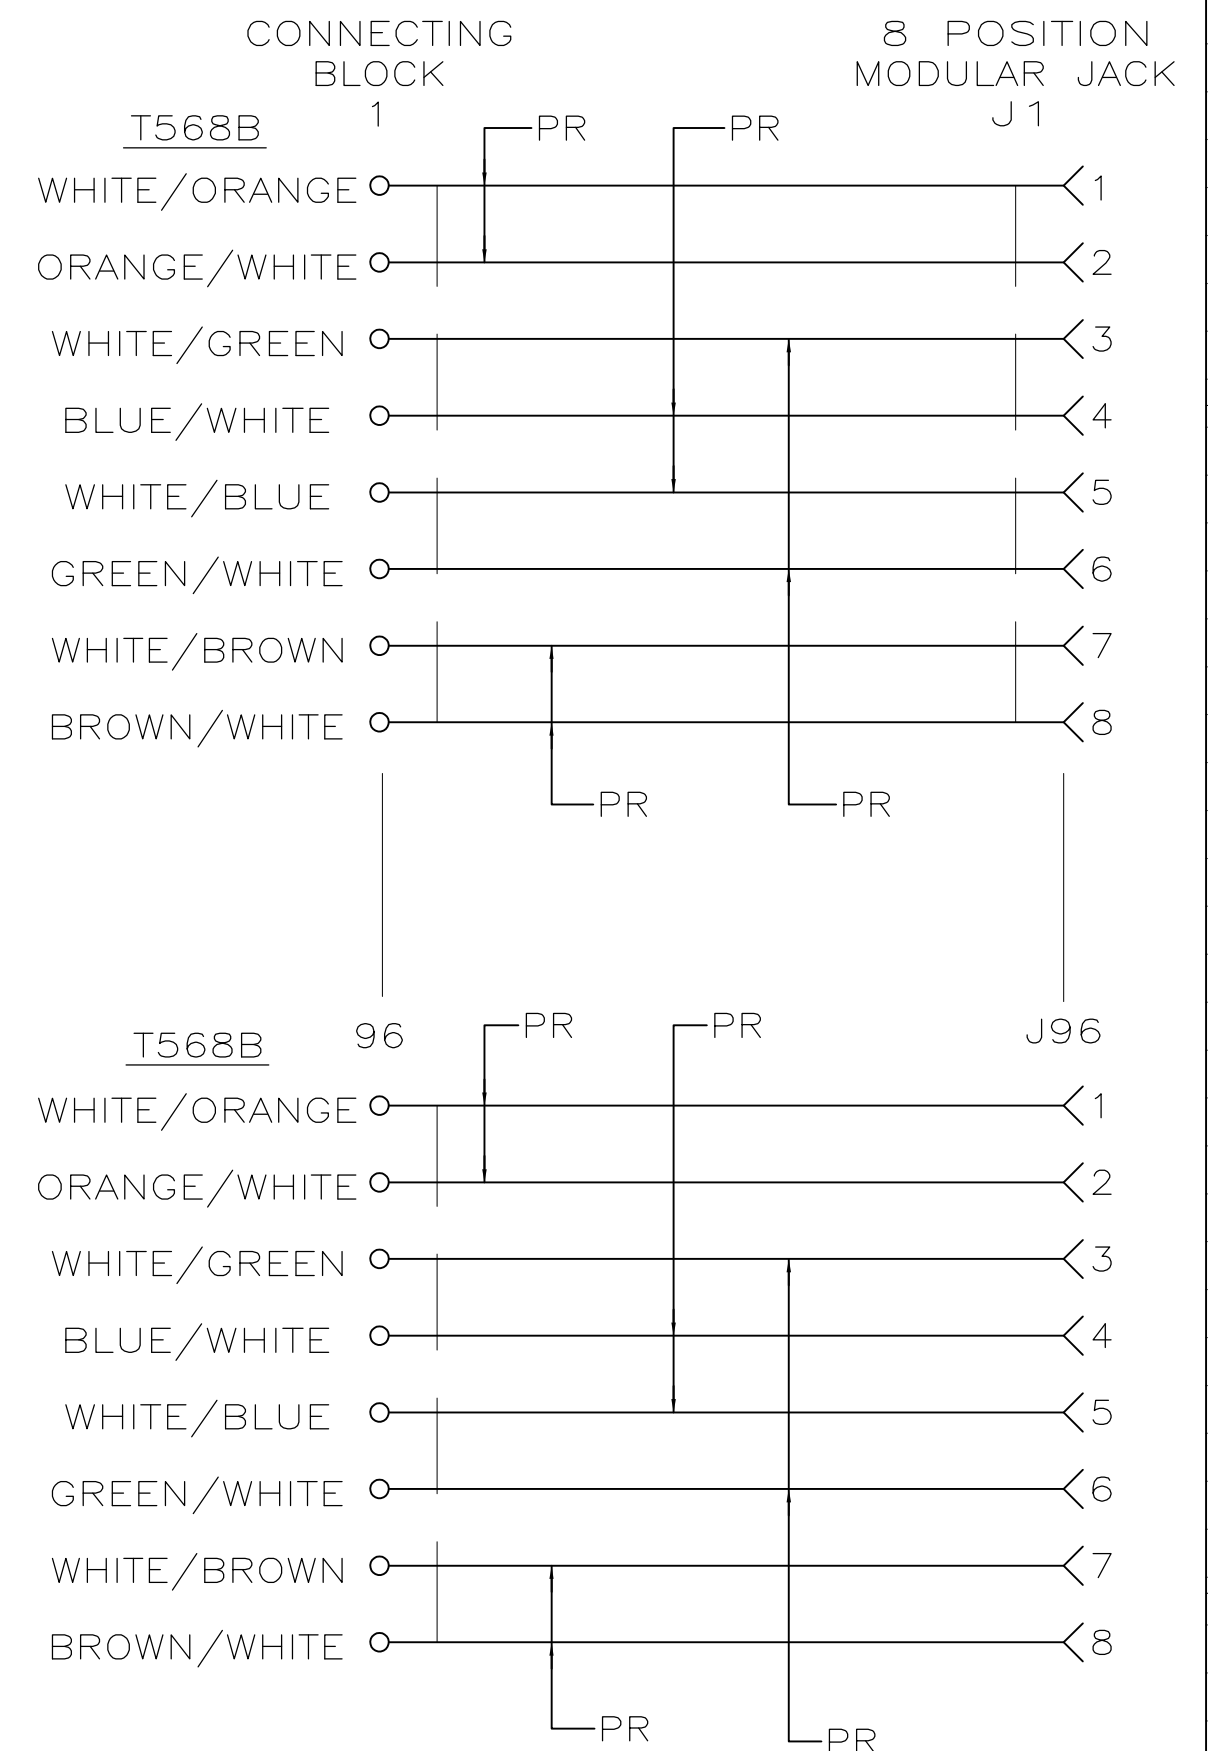 CONNECTING
BLOCK
1
8 POSITION
MODULAR JACK
J1
T568B
PR
PR
WHITE/ORANGE 1
ORANGE/WHITE 2
WHITE/GREEN 3
BLUE/WHITE 4
WHITE/BLUE 5
GREEN/WHITE 6
WHITE/BROWN 7
BROWN/WHITE 8
PR
PR
T568B
96
PR
PR
J96
WHITE/ORANGE 1
ORANGE/WHITE 2
WHITE/GREEN 3
BLUE/WHITE 4
WHITE/BLUE 5
GREEN/WHITE 6
WHITE/BROWN 7
BROWN/WHITE 8
PR
PR